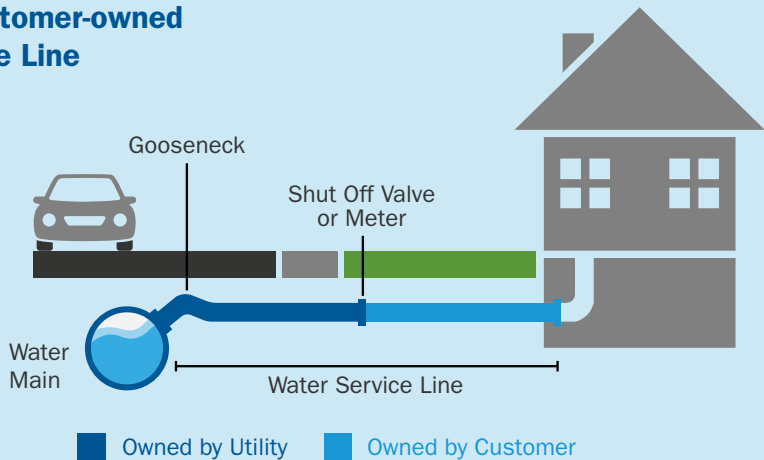 tomer-owned
e Line
Gooseneck
Shut Off Valve
or Meter
Water
Main
Water Service Line
Owned by Utility
Owned by Customer